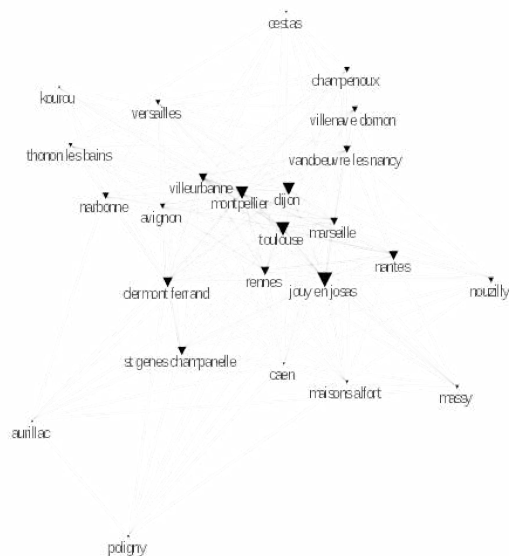 cestas
champenoux
kourou
versailles
villenave dornon
thonon les bains
vandoeuvre les nancy
villeurbanne
narbonne
montpellier
dijon
avignon
marseille
toulouse
nantes
rennes
clermont ferrand
jouy en josas
nouzilly
st genes champanelle
caen
maisons alfort
massy
aurillac
poligny